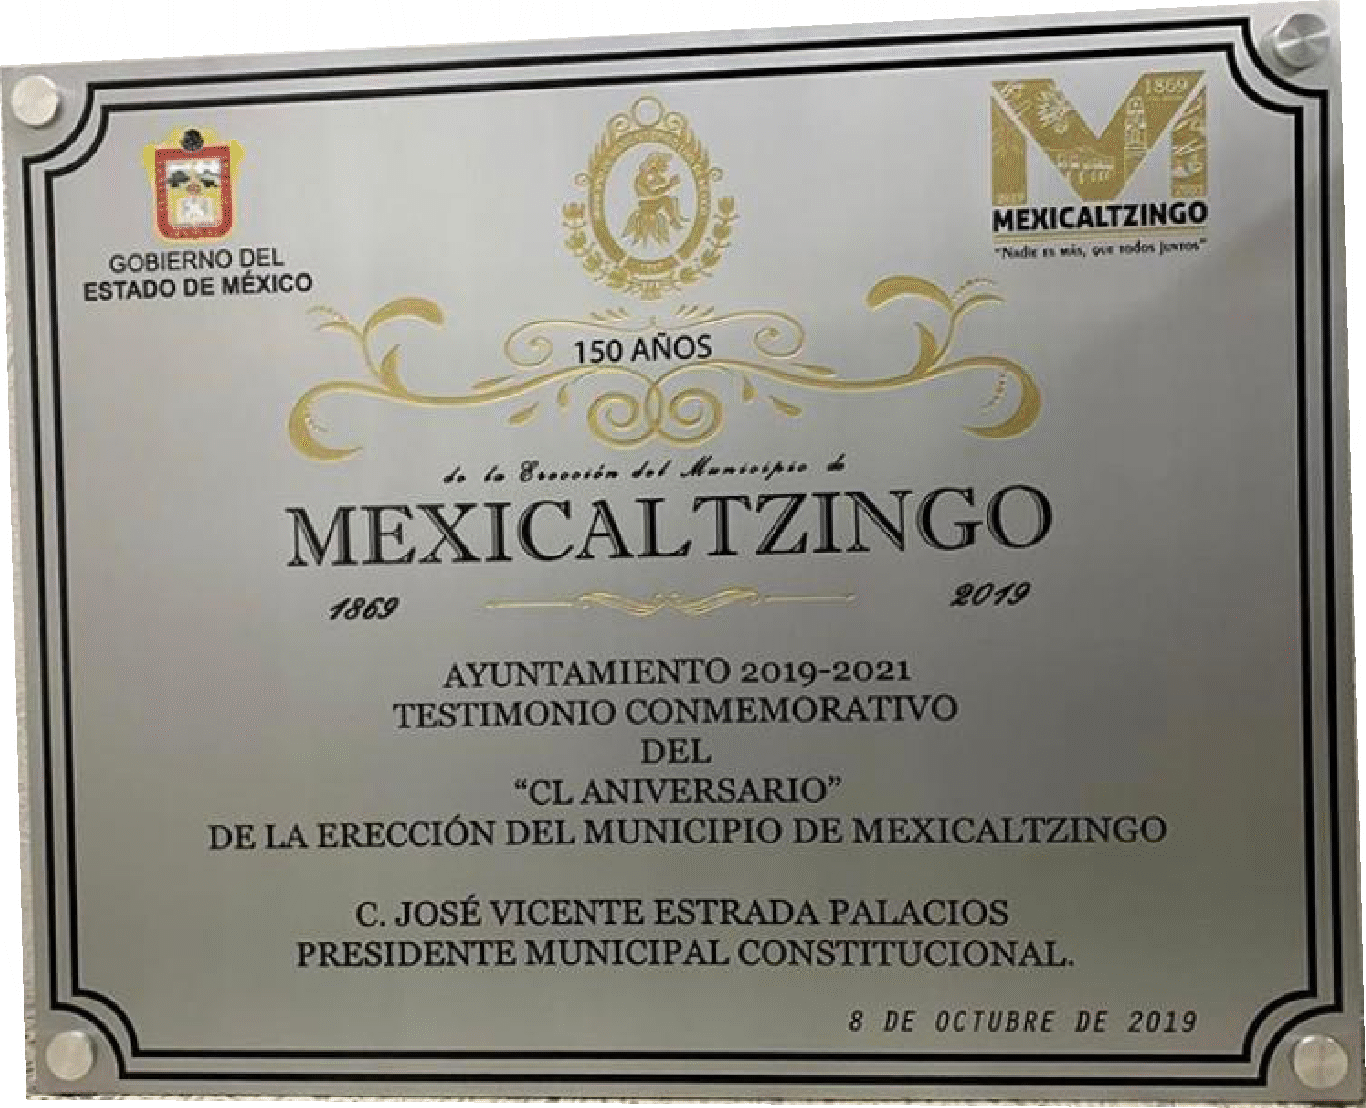 GOBIERNO DEL
ESTADO DE MÉXICO
1869
MEXICALTZINGO
"Nadie es más, que todos juntos"
150 AÑOS
de la Erección del Municipio de
MEXICALTZINGO
1869
2019
AYUNTAMIENTO 2019-2021
TESTIMONIO CONMEMORATIVO
DEL
“CL ANIVERSARIO”
DE LA ERECCIÓN DEL MUNICIPIO DE MEXICALTZINGO
C. JOSÉ VICENTE ESTRADA PALACIOS
PRESIDENTE MUNICIPAL CONSTITUCIONAL.
8 DE OCTUBRE DE 2019